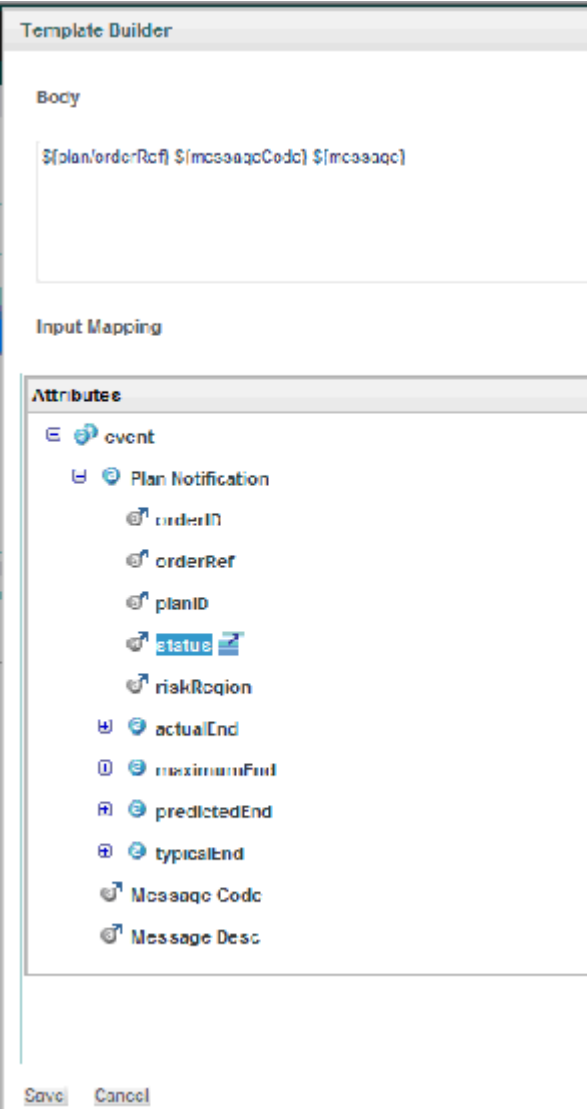 Template Builder
Body
${plan/orderRef} ${messageCode} ${message}
Input Mapping
Attributes
event
Plan Notification
orderID
orderRef
planID
status
riskRegion
actualEnd
maximumEnd
predictedEnd
typicalEnd
Message Code
Message Desc
Save Cancel